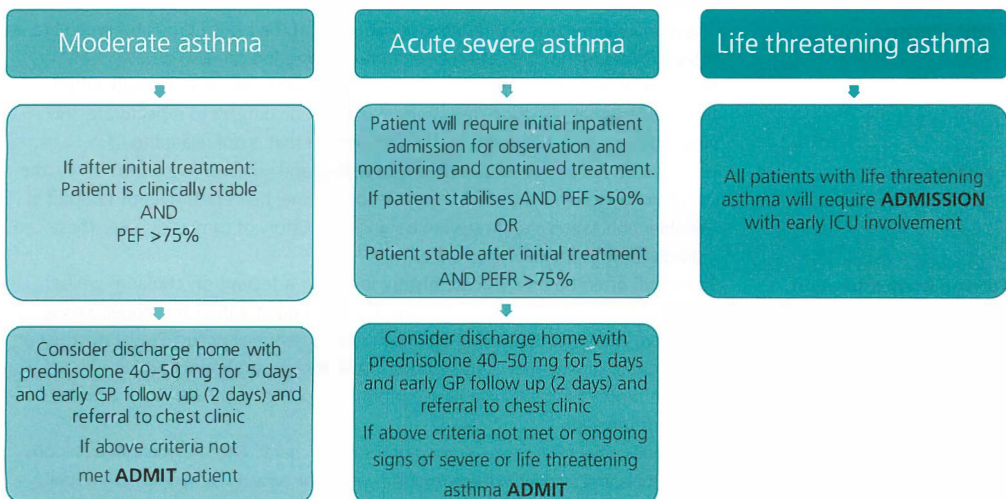 Moderate asthma
If after initial treatment:
Patient is clinically stable
AND
PEF >75%
Consider discharge home with
prednisolone 40–50 mg for 5 days
and early GP follow up (2 days) and
referral to chest clinic
If above criteria not
met ADMIT patient
Acute severe asthma
Patient will require initial inpatient
admission for observation and
monitoring and continued treatment.
If patient stabilises AND PEF >50%
OR
Patient stable after initial treatment
AND PEFR >75%
Consider discharge home with
prednisolone 40–50 mg for 5 days
and early GP follow up (2 days) and
referral to chest clinic
If above criteria not met or ongoing
signs of severe or life threatening
asthma ADMIT
Life threatening asthma
All patients with life threatening
asthma will require ADMISSION
with early ICU involvement